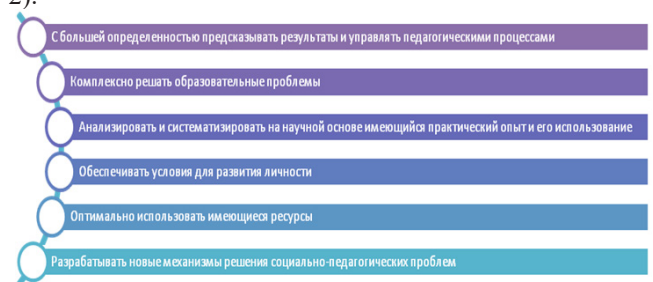 2).
С большей определенностью предсказывать результаты и управлять педагогическими процессами
Комплексно решать образовательные проблемы
Анализировать и систематизировать на научной основе имеющийся практический опыт и его использование
Обеспечивать условия для развития личности
Оптимально использовать имеющиеся ресурсы
Разрабатывать новые механизмы решения социально-педагогических проблем